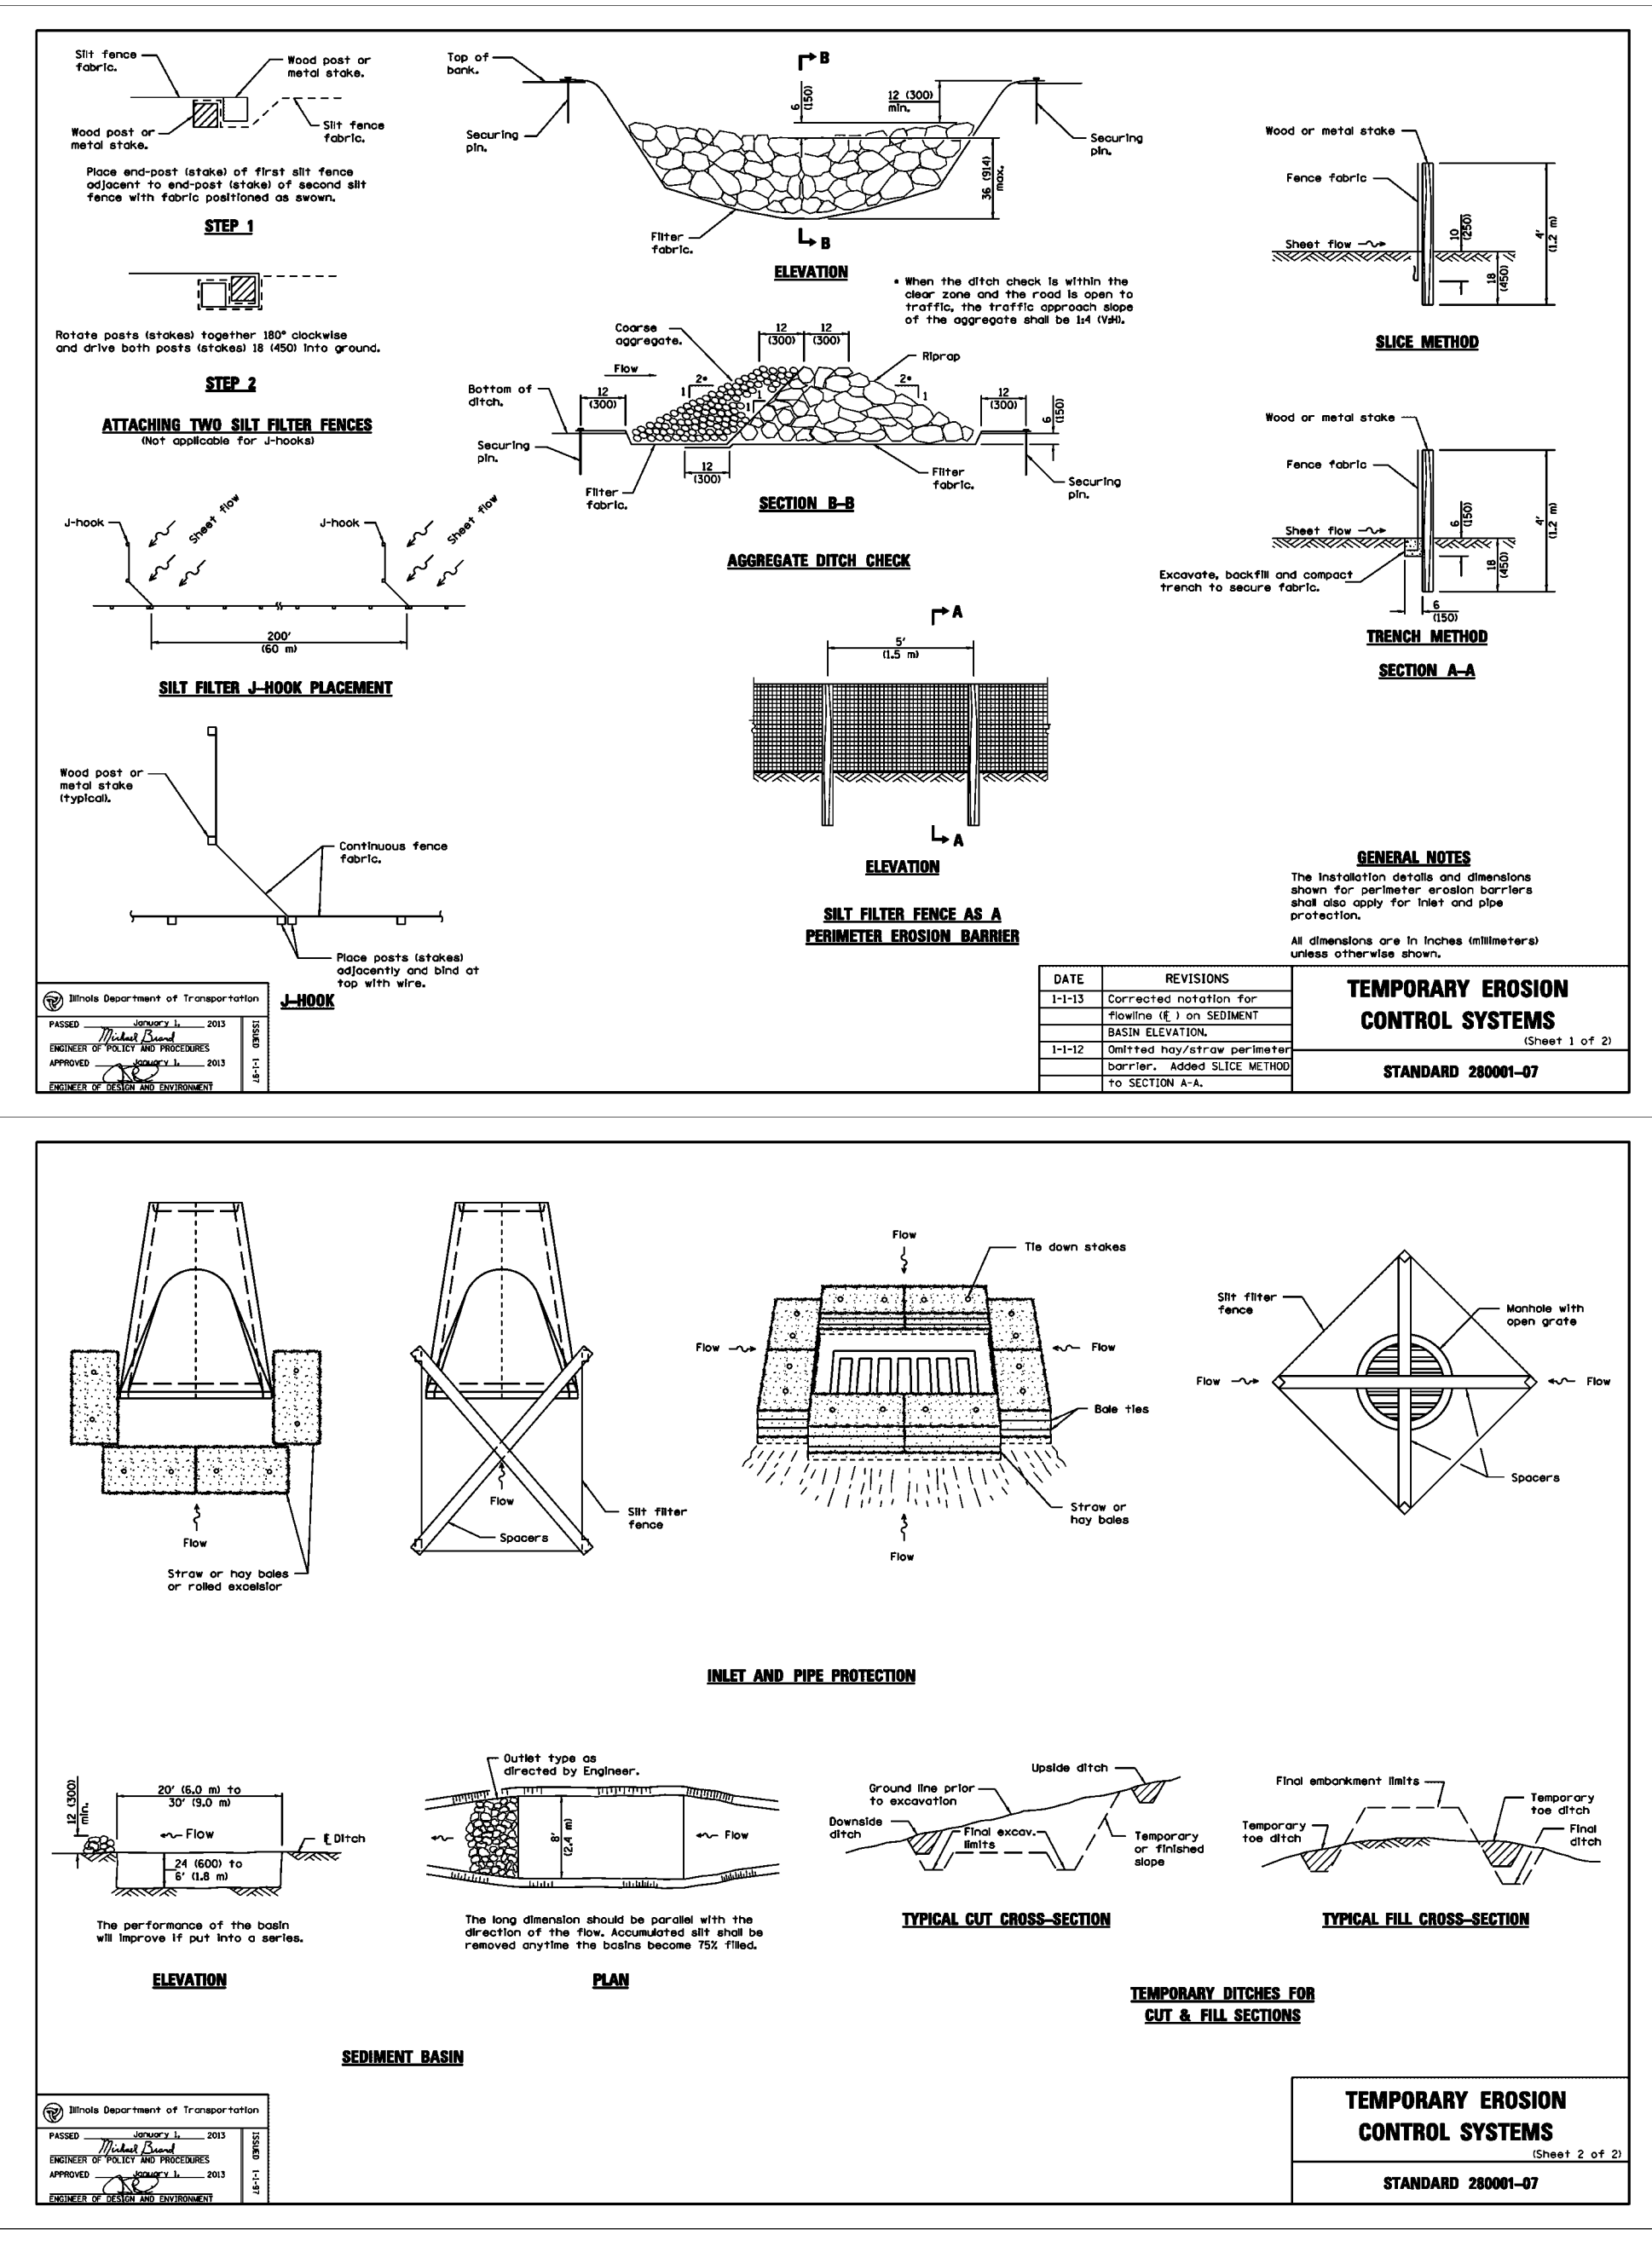 Silt fence
fabric.
Wood post or
metal stake.
Wood post or
metal stake.
Silt fence
fabric.
Place end-post (stake) of first silt fence
adjacent to end-post (stake) of second silt
fence with fabric positioned as swown.
STEP 1
Rotate posts (stakes) together 180° clockwise
and drive both posts (stakes) 18 (450) into ground.
STEP 2
ATTACHING TWO SILT FILTER FENCES
(Not applicable for J-hooks)
J-hook
Sheet flow
J-hook
Sheet flow
200'
(60 m)
SILT FILTER J-HOOK PLACEMENT
Wood post or
metal stake
(typical).
Continuous fence
fabric.
Place posts (stakes)
adjacently and bind at
top with wire.
J-HOOK
Top of
bank.
B
6
(150)
12 (300)
min.
Securing
pin.
Securing
pin.
36 (914)
max.
Filter
fabric.
B
ELEVATION
* When the ditch check is within the
clear zone and the road is open to
traffic, the traffic approach slope
of the aggregate shall be 1:4 (V:H).
Coarse
aggregate.
12
(300)
12
(300)
Riprap
Flow
2*
1
1
1
2*
1
Bottom of
ditch.
12
(300)
12
(300)
6
(150)
Securing
pin.
12
(300)
Filter
fabric.
Filter
fabric.
Securing
pin.
SECTION B-B
AGGREGATE DITCH CHECK
A
5'
(1.5 m)
A
ELEVATION
SILT FILTER FENCE AS A
PERIMETER EROSION BARRIER
Wood or metal stake
Fence fabric
Sheet flow
10
(250)
18
(450)
4'
(1.2 m)
SLICE METHOD
Wood or metal stake
Fence fabric
Sheet flow
6
(150)
18
(450)
4'
(1.2 m)
Excavate, backfill and compact
trench to secure fabric.
6
(150)
TRENCH METHOD
SECTION A-A
GENERAL NOTES
The installation details and dimensions
shown for perimeter erosion barriers
shall also apply for inlet and pipe
protection.
All dimensions are in inches (millimeters)
unless otherwise shown.
DATE REVISIONS
1-1-13 Corrected notation for
flowline (℄) on SEDIMENT
BASIN ELEVATION.
1-1-12 Omitted hay/straw perimeter
barrier. Added SLICE METHOD
to SECTION A-A.
TEMPORARY EROSION
CONTROL SYSTEMS
(Sheet 1 of 2)
STANDARD 280001-07
Illinois Department of Transportation
PASSED January 1, 2013
Michael Brand
ENGINEER OF POLICY AND PROCEDURES
APPROVED January 1, 2013
ENGINEER OF DESIGN AND ENVIRONMENT
ISSUED 1-1-97
Flow
Straw or hay bales
or rolled excelsior
Flow
Spacers
Silt filter
fence
Flow
Tie down stakes
Flow
Flow
Bale ties
Straw or
hay bales
Flow
Silt filter
fence
Manhole with
open grate
Flow
Flow
Spacers
INLET AND PIPE PROTECTION
12 (300)
min.
20' (6.0 m) to
30' (9.0 m)
Flow
℄ Ditch
24 (600) to
6' (1.8 m)
The performance of the basin
will improve if put into a series.
ELEVATION
Outlet type as
directed by Engineer.
8'
(2.4 m)
Flow
The long dimension should be parallel with the
direction of the flow. Accumulated silt shall be
removed anytime the basins become 75% filled.
PLAN
SEDIMENT BASIN
Upside ditch
Ground line prior
to excavation
Downside
ditch
Final excav.
limits
Temporary
or finished
slope
TYPICAL CUT CROSS-SECTION
Final embankment limits
Temporary
toe ditch
Temporary
toe ditch
Final
ditch
TYPICAL FILL CROSS-SECTION
TEMPORARY DITCHES FOR
CUT & FILL SECTIONS
Illinois Department of Transportation
PASSED January 1, 2013
Michael Brand
ENGINEER OF POLICY AND PROCEDURES
APPROVED January 1, 2013
ENGINEER OF DESIGN AND ENVIRONMENT
ISSUED 1-1-97
TEMPORARY EROSION
CONTROL SYSTEMS
(Sheet 2 of 2)
STANDARD 280001-07